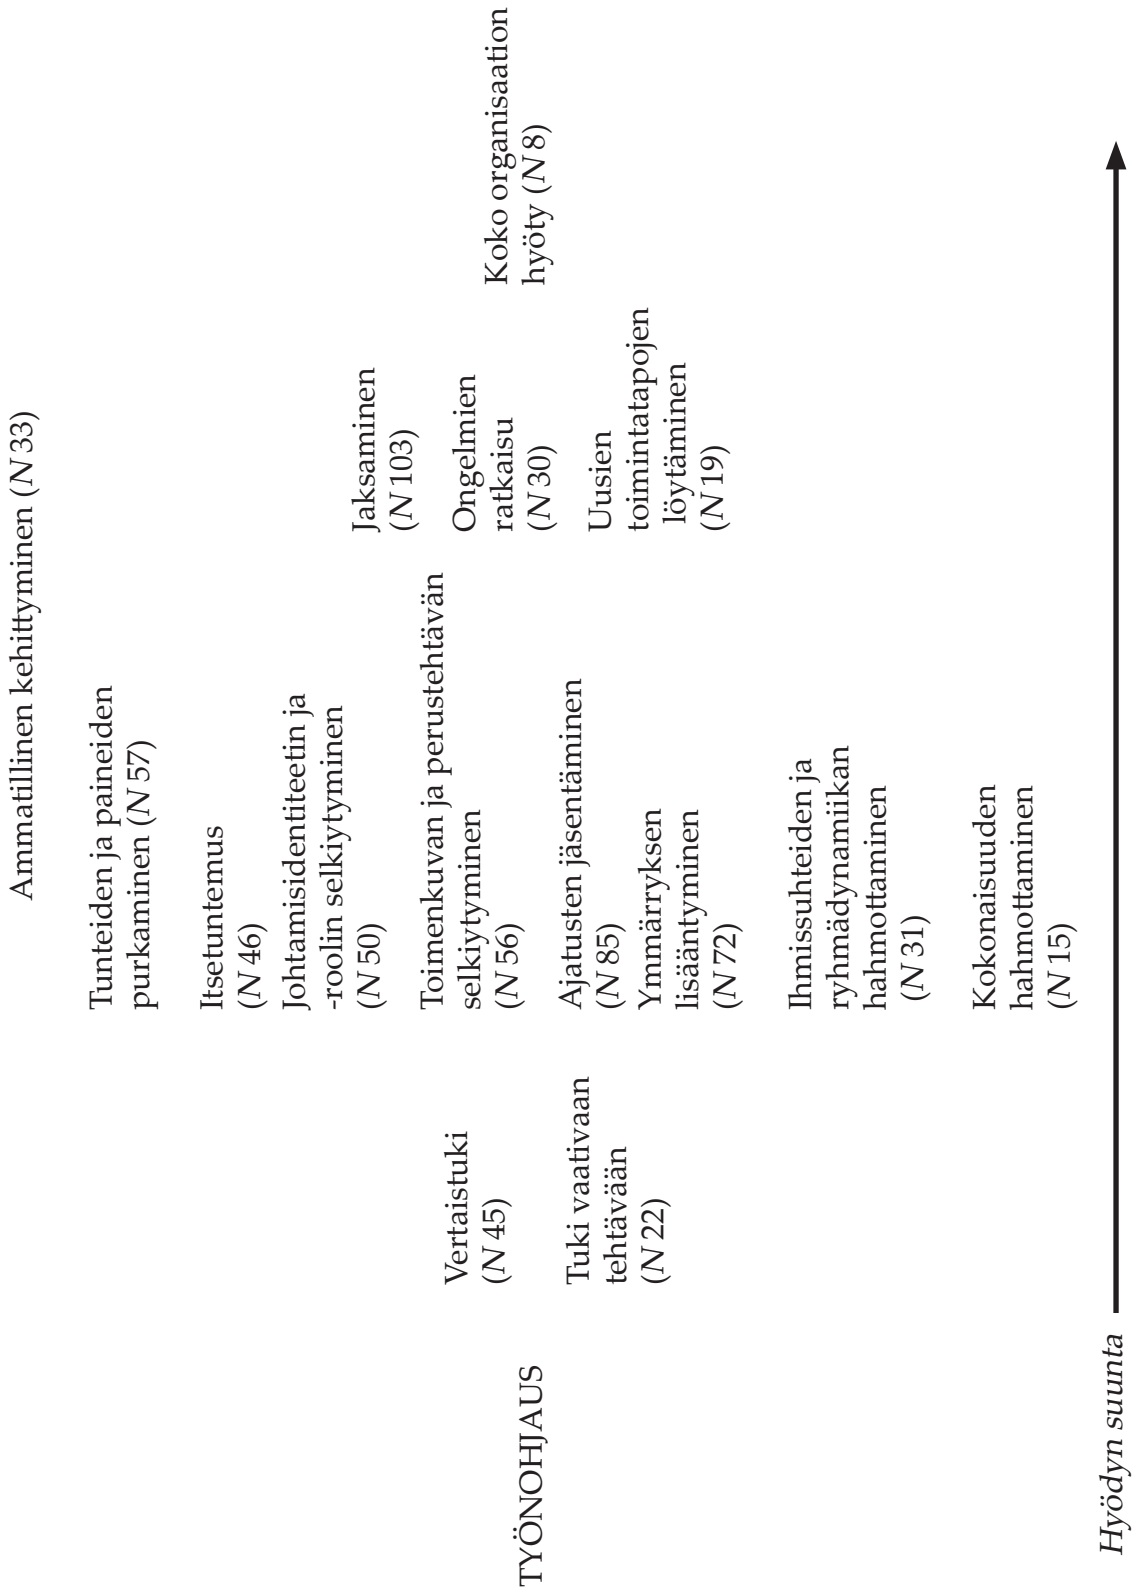 Ammatillinen kehittyminen (N 33)
TYÖNOHJAUS
Vertaistuki
(N 45)
Tuki vaativaan
tehtävään
(N 22)
Tunteiden ja paineiden
purkaminen (N 57)
Itsetuntemus
(N 46)
Johtamisidentiteetin ja
-roolin selkiytyminen
(N 50)
Toimenkuvan ja perustehtävän
selkiytyminen
(N 56)
Ajatusten jäsentäminen
(N 85)
Ymmärryksen
lisääntyminen
(N 72)
Ihmissuhteiden ja
ryhmädynamiikan
hahmottaminen
(N 31)
Kokonaisuuden
hahmottaminen
(N 15)
Jaksaminen
(N 103)
Ongelmien
ratkaisu
(N 30)
Uusien
toimintatapojen
löytäminen
(N 19)
Koko organisaation
hyöty (N 8)
Hyödyn suunta